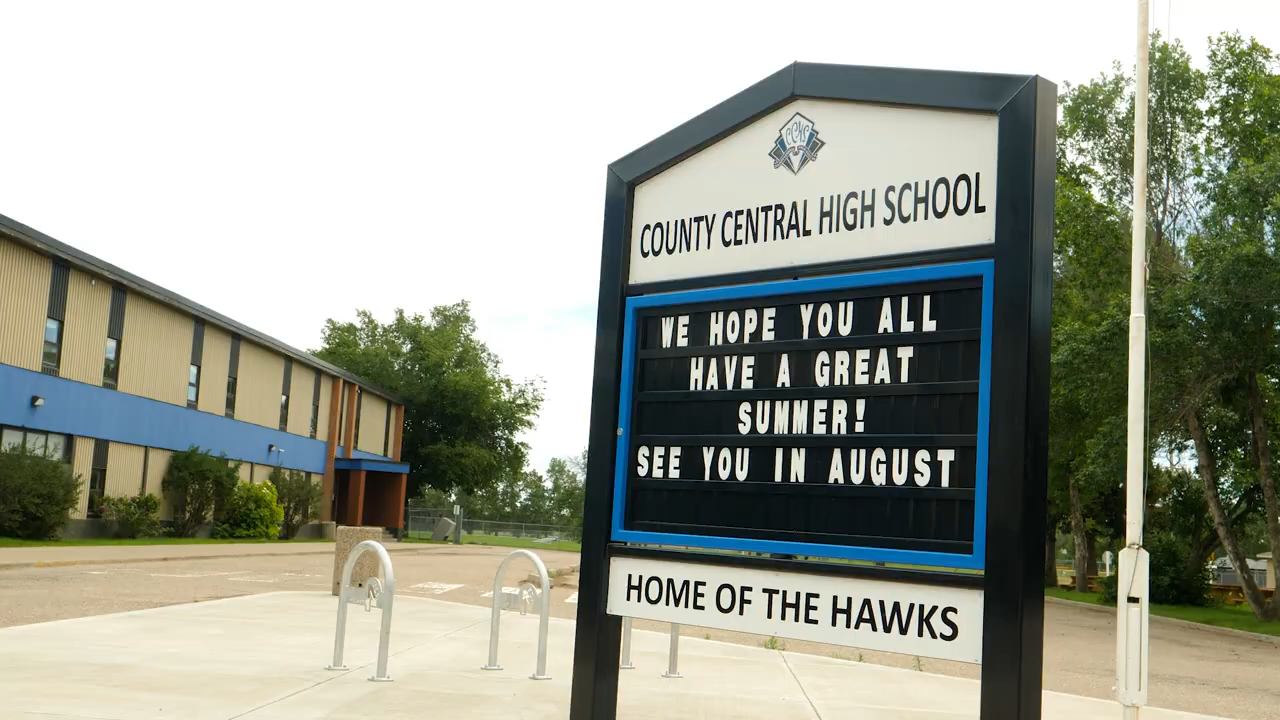 CCHS
COUNTY CENTRAL HIGH SCHOOL
WE HOPE YOU ALL
HAVE A GREAT
SUMMER!
SEE YOU IN AUGUST
HOME OF THE HAWKS